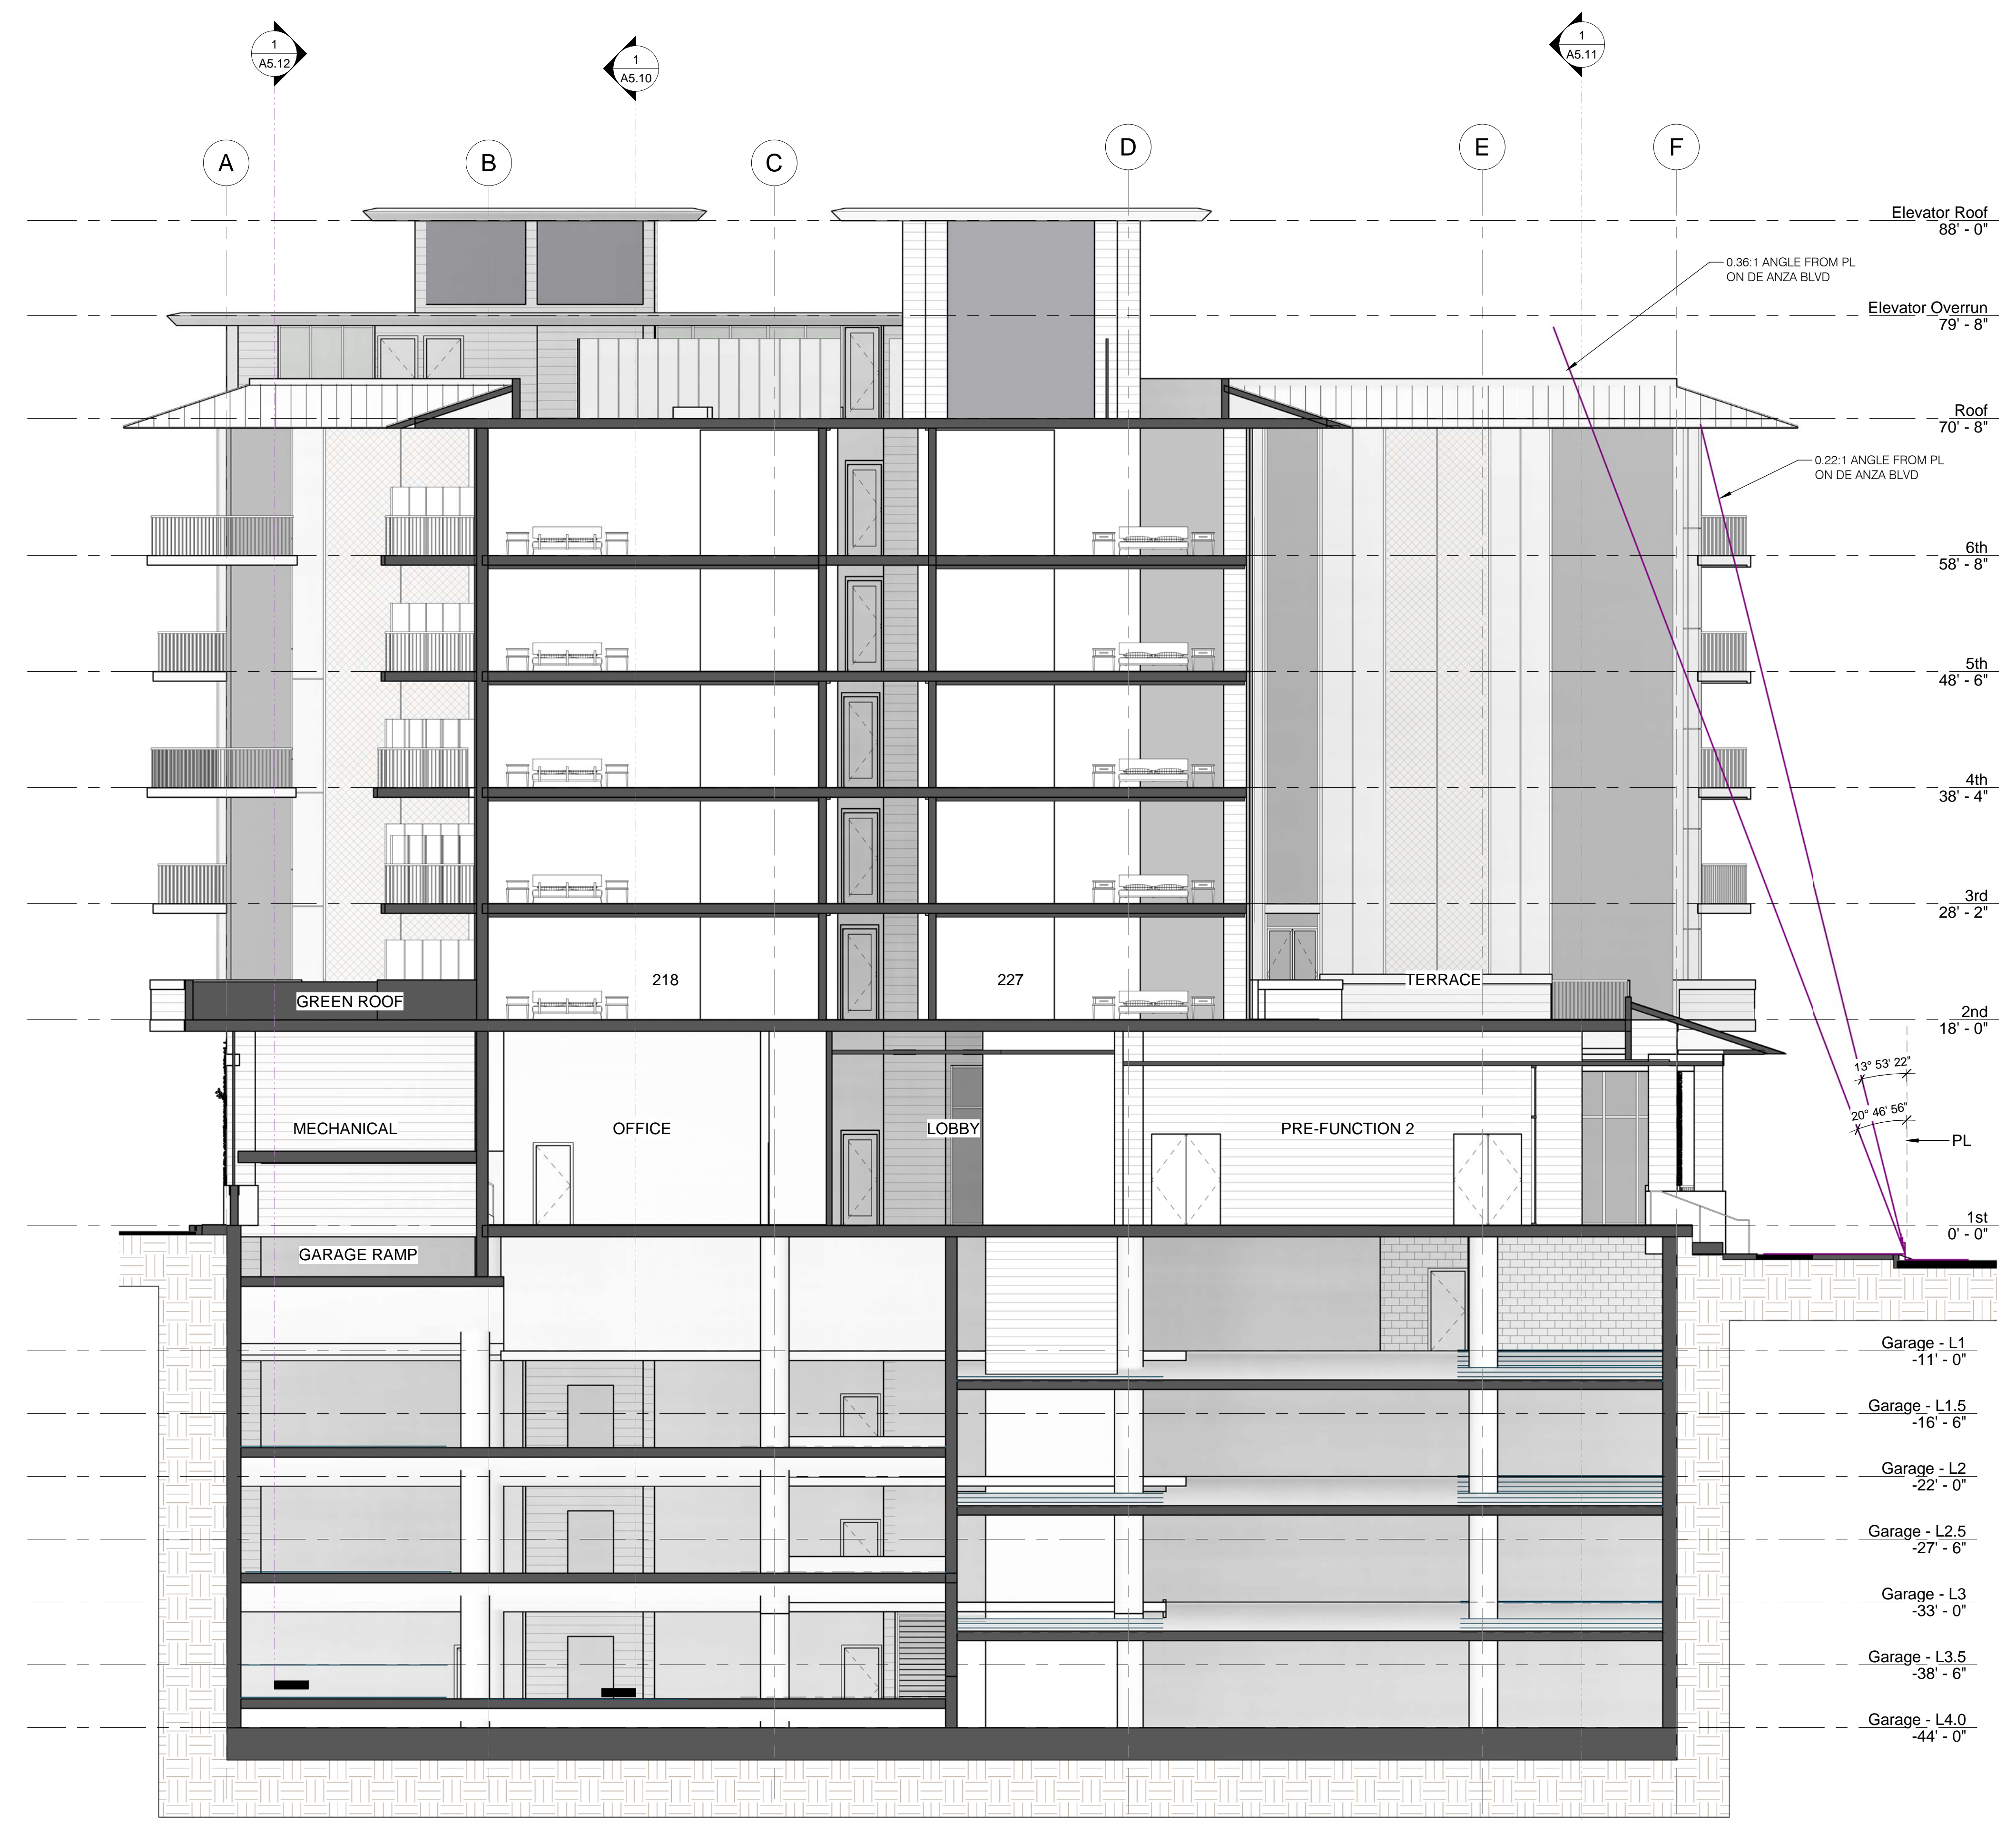 1
A5.12
1
A5.10
1
A5.11
A
B
C
D
E
F
Elevator Roof
88' - 0"
0.36:1 ANGLE FROM PL
ON DE ANZA BLVD
Elevator Overrun
79' - 8"
Roof
70' - 8"
0.22:1 ANGLE FROM PL
ON DE ANZA BLVD
6th
58' - 8"
5th
48' - 6"
4th
38' - 4"
3rd
28' - 2"
218
227
TERRACE
GREEN ROOF
2nd
18' - 0"
13° 53' 22"
20° 46' 56"
MECHANICAL
OFFICE
LOBBY
PRE-FUNCTION 2
PL
1st
0' - 0"
GARAGE RAMP
Garage - L1
-11' - 0"
Garage - L1.5
-16' - 6"
Garage - L2
-22' - 0"
Garage - L2.5
-27' - 6"
Garage - L3
-33' - 0"
Garage - L3.5
-38' - 6"
Garage - L4.0
-44' - 0"